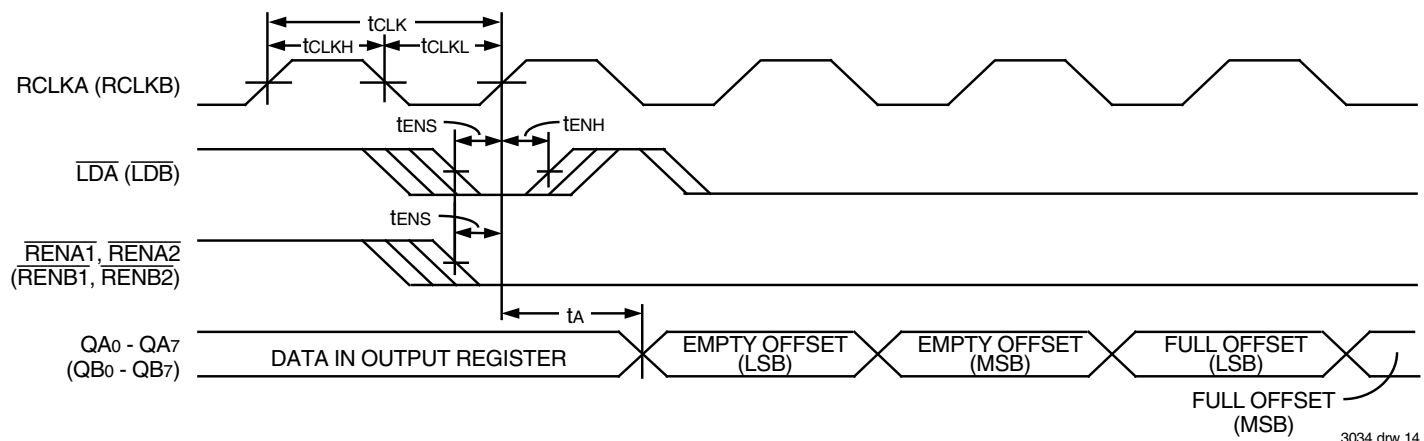 tCLK
tCLKH
tCLKL
RCLKA (RCLKB)
tENS
tENH
LDA (LDB)
tENS
RENA1, RENA2
(RENB1, RENB2)
tA
QA0 - QA7
(QB0 - QB7)
DATA IN OUTPUT REGISTER
EMPTY OFFSET
(LSB)
EMPTY OFFSET
(MSB)
FULL OFFSET
(LSB)
FULL OFFSET
(MSB)
3034 drw 14